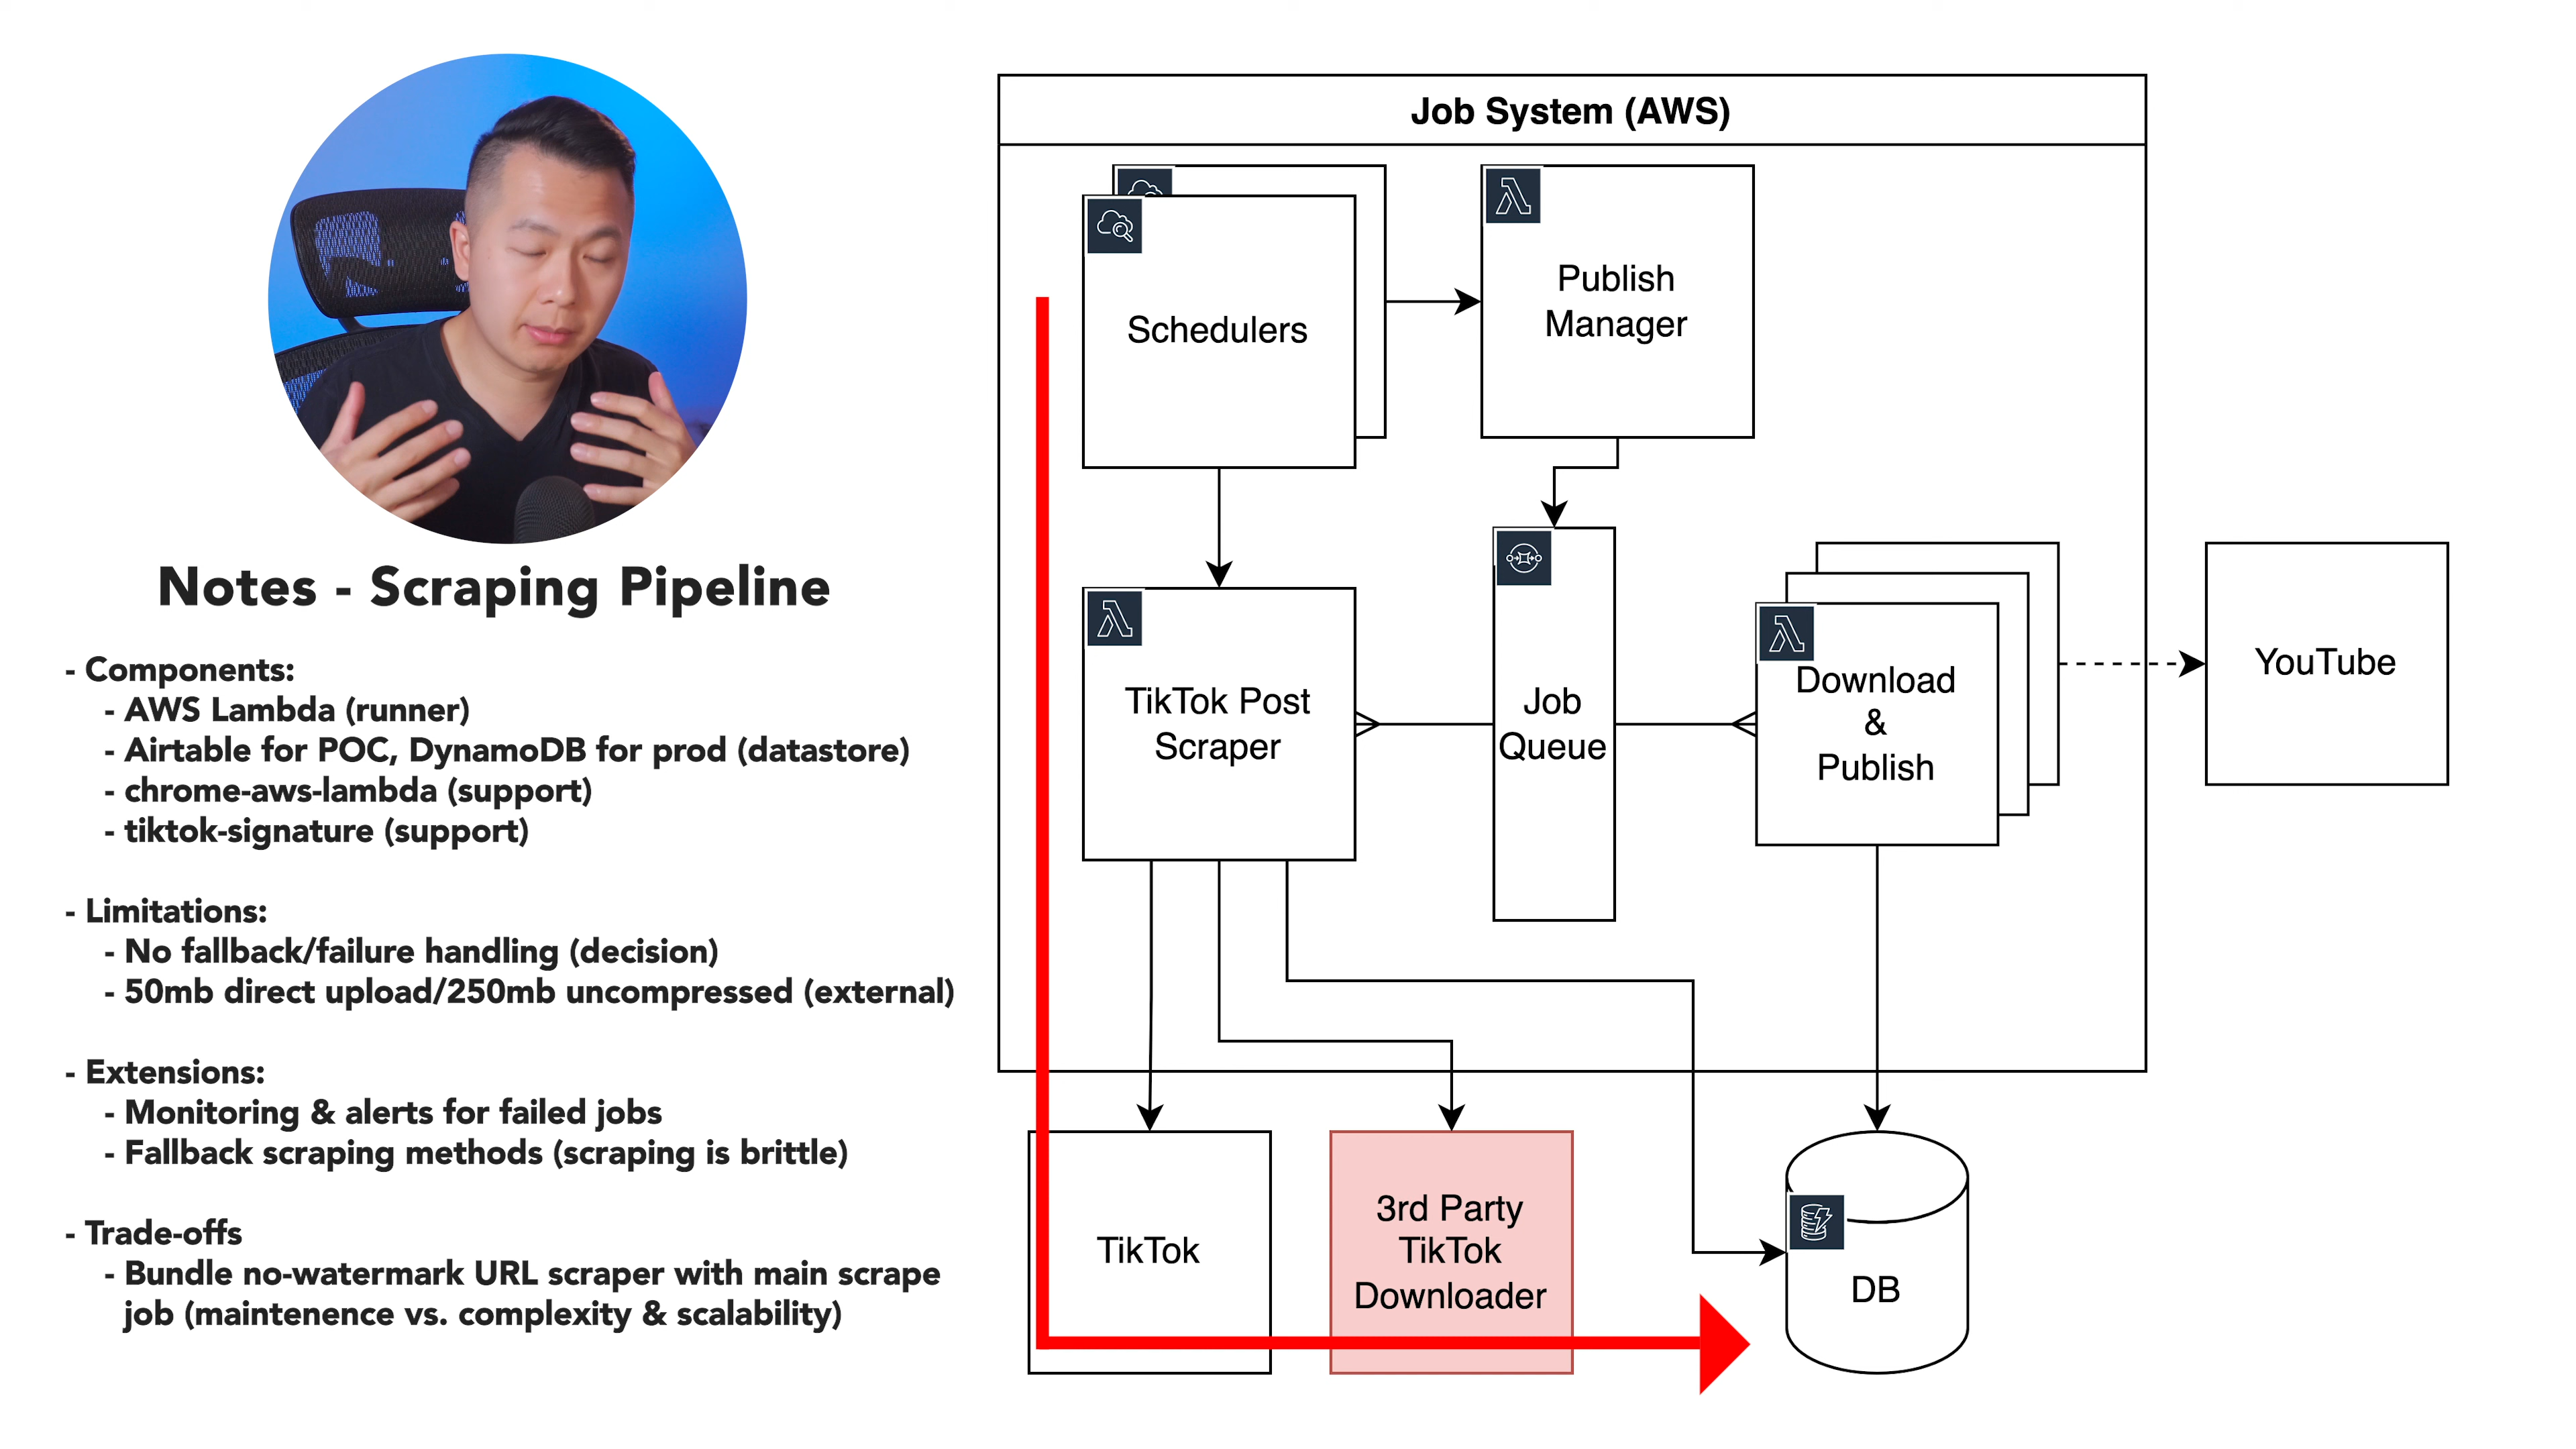 Notes - Scraping Pipeline
- Components:
- AWS Lambda (runner)
- Airtable for POC, DynamoDB for prod (datastore)
- chrome-aws-lambda (support)
- tiktok-signature (support)
- Limitations:
- No fallback/failure handling (decision)
- 50mb direct upload/250mb uncompressed (external)
- Extensions:
- Monitoring & alerts for failed jobs
- Fallback scraping methods (scraping is brittle)
- Trade-offs
- Bundle no-watermark URL scraper with main scrape
job (maintenence vs. complexity & scalability)
Job System (AWS)
Schedulers
Publish
Manager
TikTok Post
Scraper
Job
Queue
Download
&
Publish
YouTube
TikTok
3rd Party
TikTok
Downloader
DB